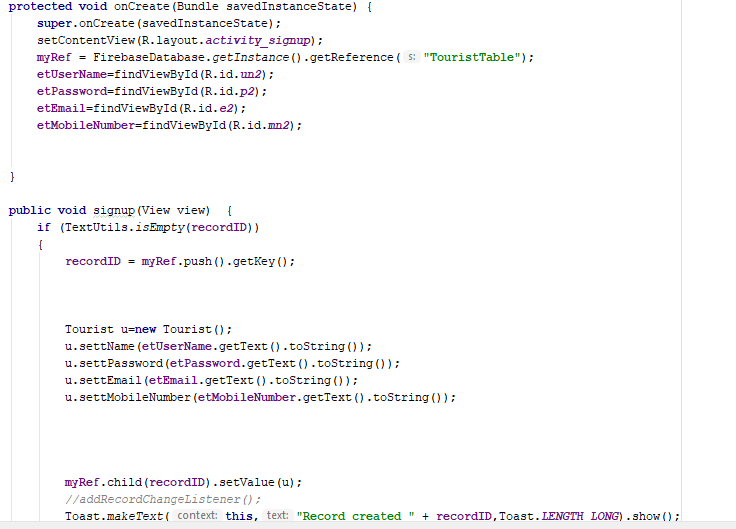 protected void onCreate(Bundle savedInstanceState) {
super.onCreate(savedInstanceState);
setContentView(R.layout.activity_signup);
myRef = FirebaseDatabase.getInstance().getReference( s: "TouristTable");
etUserName=findViewById(R.id.un2);
etPassword=findViewById(R.id.p2);
etEmail=findViewById(R.id.e2);
etMobileNumber=findViewById(R.id.mn2);
}
public void signup(View view)  {
if (TextUtils.isEmpty(recordID))
{
recordID = myRef.push().getKey();
Tourist u=new Tourist();
u.settName(etUserName.getText().toString());
u.settPassword(etPassword.getText().toString());
u.settEmail(etEmail.getText().toString());
u.settMobileNumber(etMobileNumber.getText().toString());
myRef.child(recordID).setValue(u);
//addRecordChangeListener();
Toast.makeText( context: this, text: "Record created " + recordID,Toast.LENGTH_LONG).show();